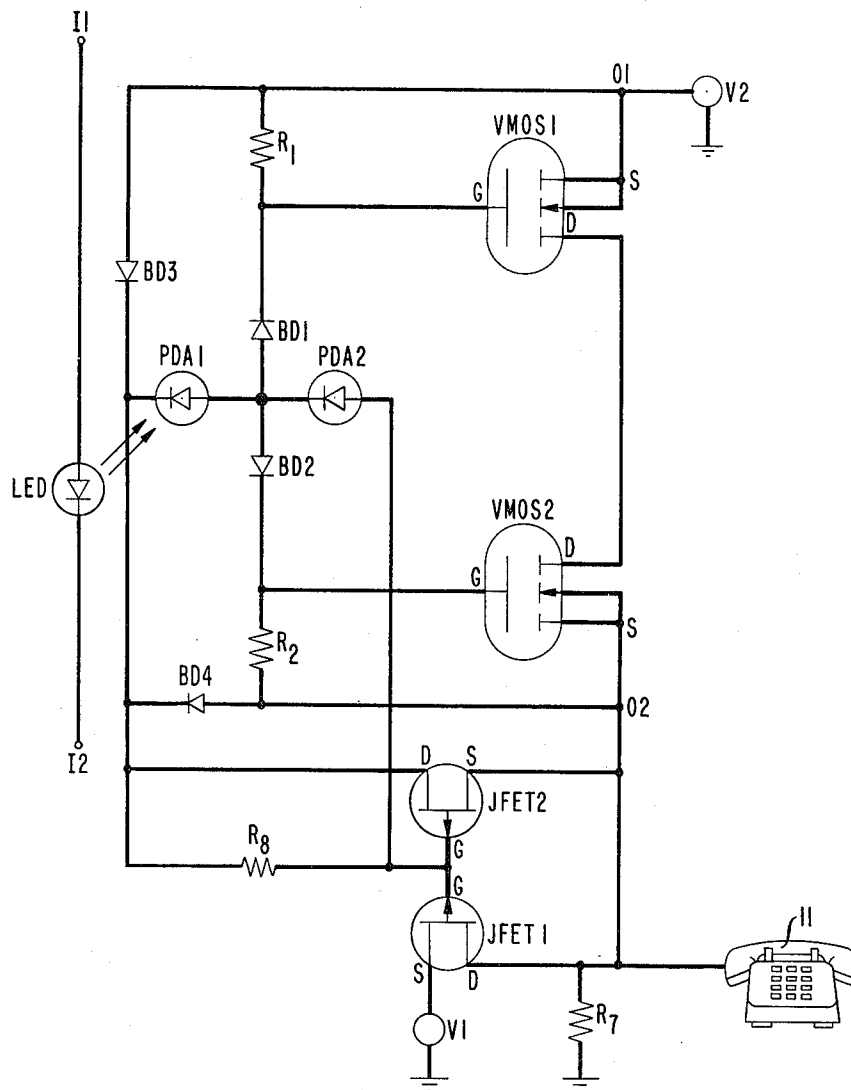 I1
O1
V2
VMOS1
R1
S
G
D
BD3
BD1
PDA1
PDA2
LED
BD2
VMOS2
D
G
S
R2
BD4
O2
I2
D
S
JFET2
R8
G
G
JFET1
11
S
D
V1
R7